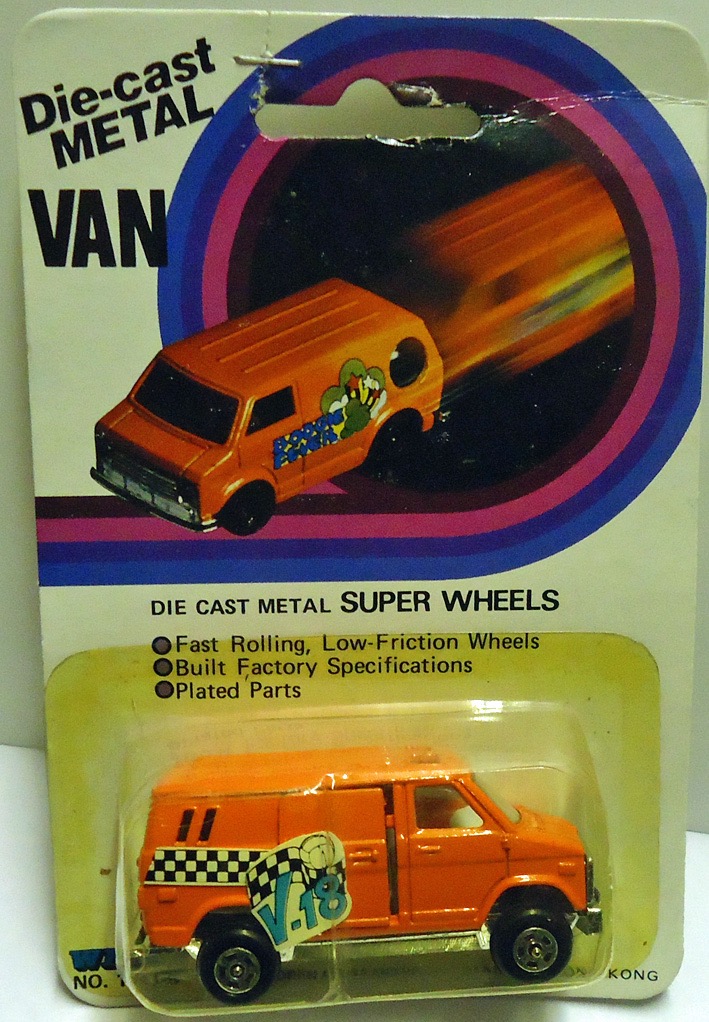 Die-cast
METAL
VAN
DIE CAST METAL SUPER WHEELS
Fast Rolling, Low-Friction Wheels
Built Factory Specifications
Plated Parts
V-18
NO. KONG